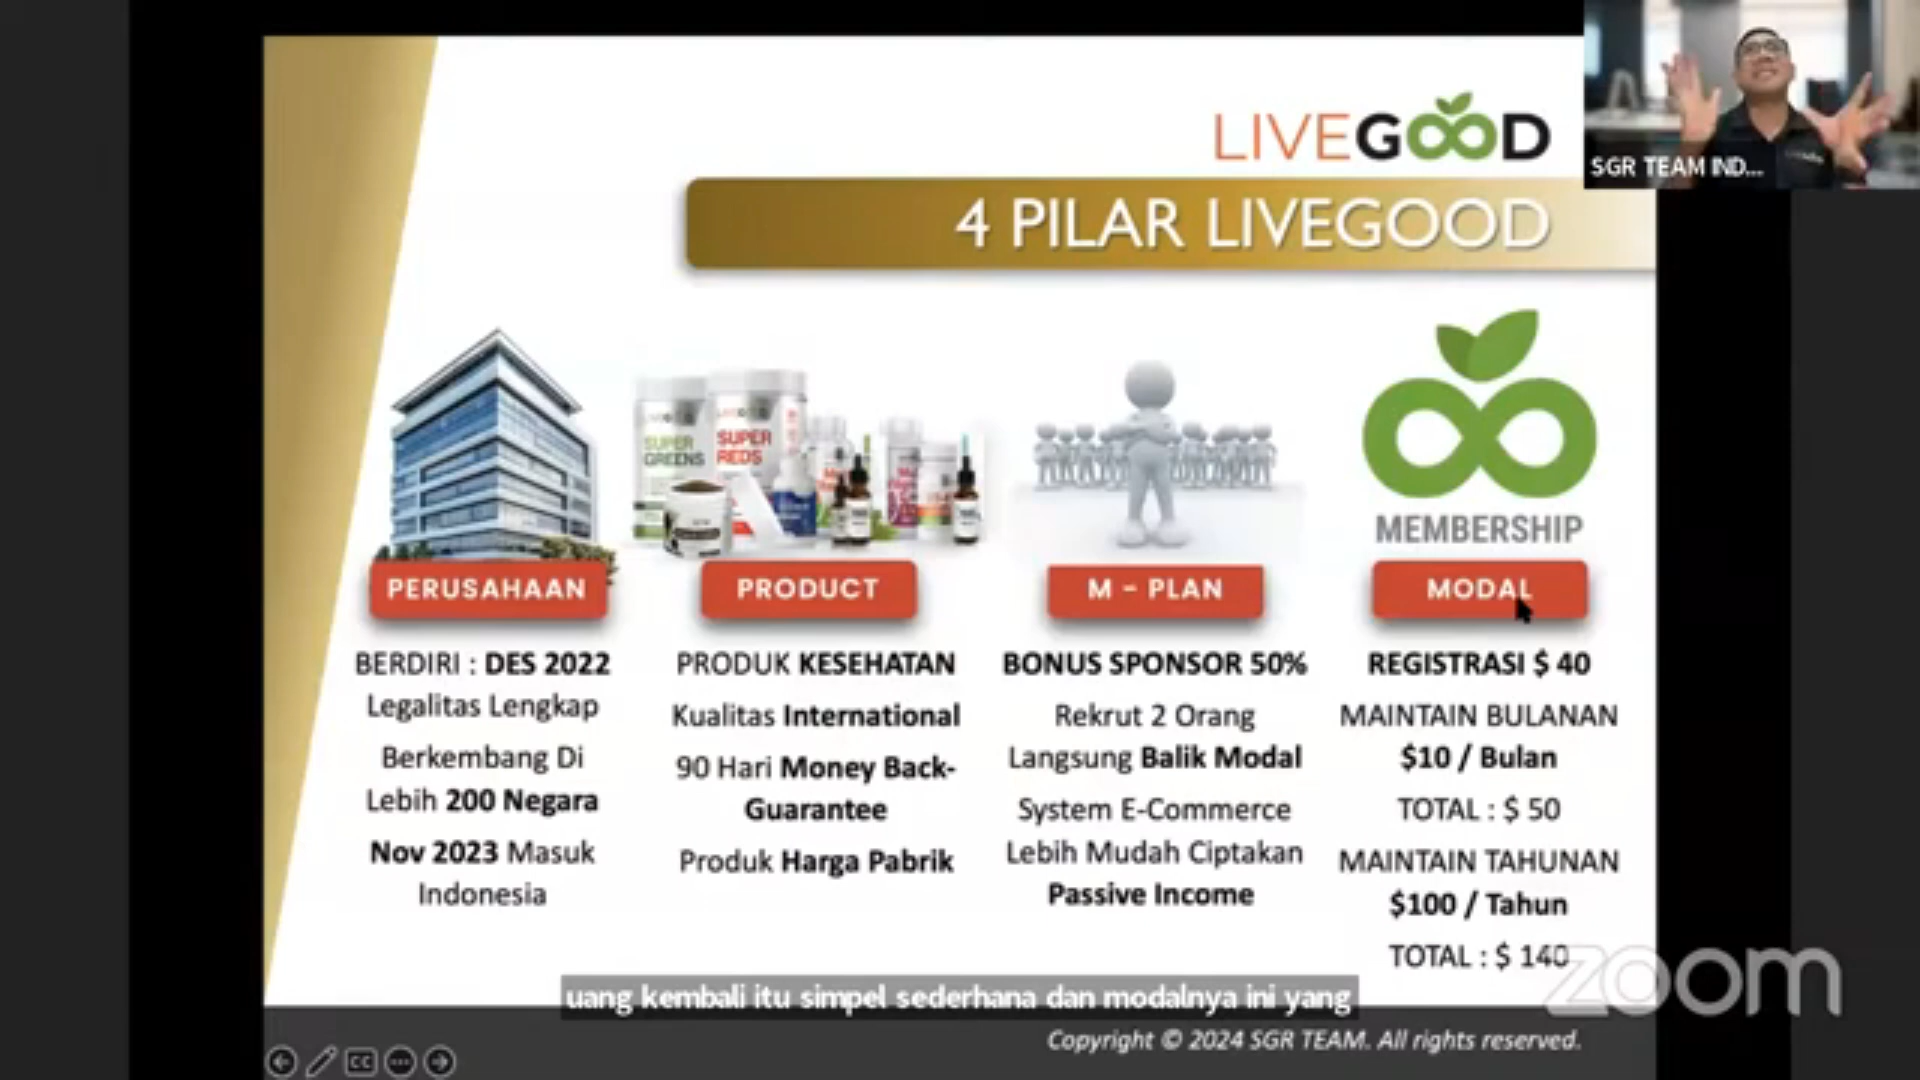 LIVEGOOD
SGR TEAM IND...
4 PILAR LIVEGOOD
SUPER
GREENS
SUPER
REDS
MEMBERSHIP
PERUSAHAAN
PRODUCT
M - PLAN
MODAL
BERDIRI : DES 2022
Legalitas Lengkap
Berkembang Di
Lebih 200 Negara
Nov 2023 Masuk
Indonesia
PRODUK KESEHATAN
Kualitas International
90 Hari Money Back-
Guarantee
Produk Harga Pabrik
BONUS SPONSOR 50%
Rekrut 2 Orang
Langsung Balik Modal
System E-Commerce
Lebih Mudah Ciptakan
Passive Income
REGISTRASI $ 40
MAINTAIN BULANAN
$10 / Bulan
TOTAL : $ 50
MAINTAIN TAHUNAN
$100 / Tahun
TOTAL : $ 140
zoom
uang kembali itu simpel sederhana dan modalnya ini yang
Copyright © 2024 SGR TEAM. All rights reserved.
CC